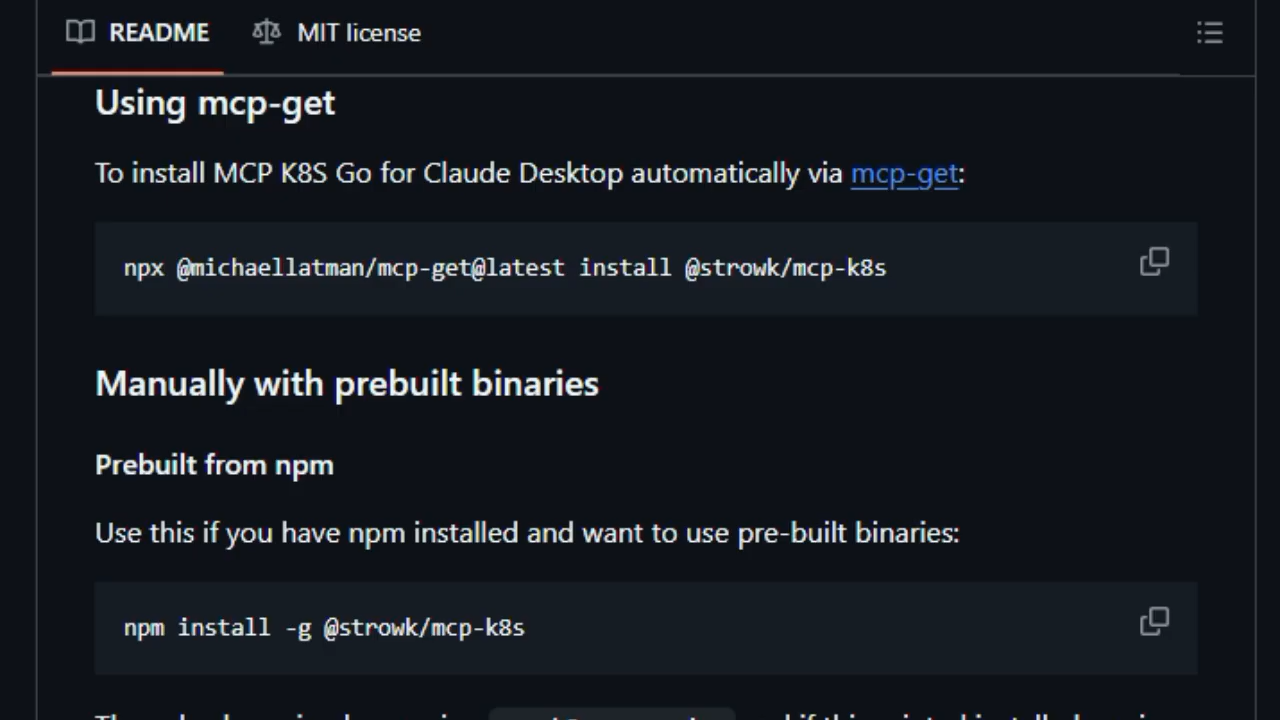 README
MIT license
Using mcp-get
To install MCP K8S Go for Claude Desktop automatically via mcp-get:
npx @michaellatman/mcp-get@latest install @strowk/mcp-k8s
Manually with prebuilt binaries
Prebuilt from npm
Use this if you have npm installed and want to use pre-built binaries:
npm install -g @strowk/mcp-k8s